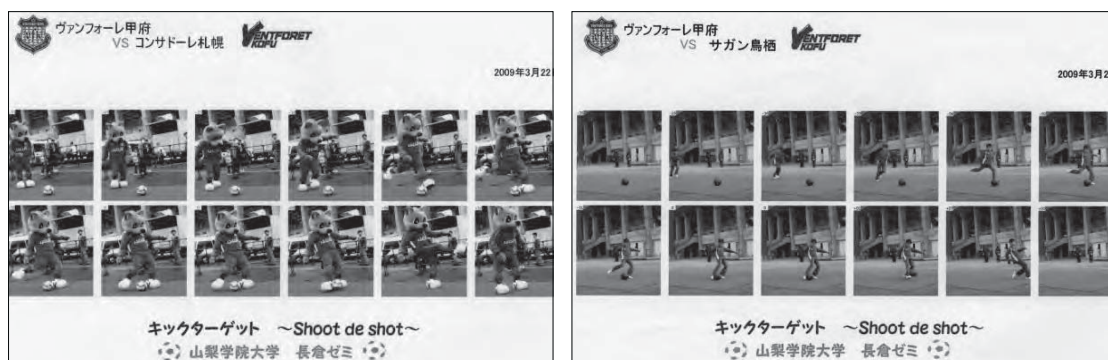 ヴァンフォーレ甲府
VS コンサドーレ札幌
VENTFORET
KOFU
2009年3月22
キックターゲット ～Shoot de shot～
山梨学院大学 長倉ゼミ
ヴァンフォーレ甲府
VS サガン鳥栖
VENTFORET
KOFU
2009年3月2
キックターゲット ～Shoot de shot～
山梨学院大学 長倉ゼミ